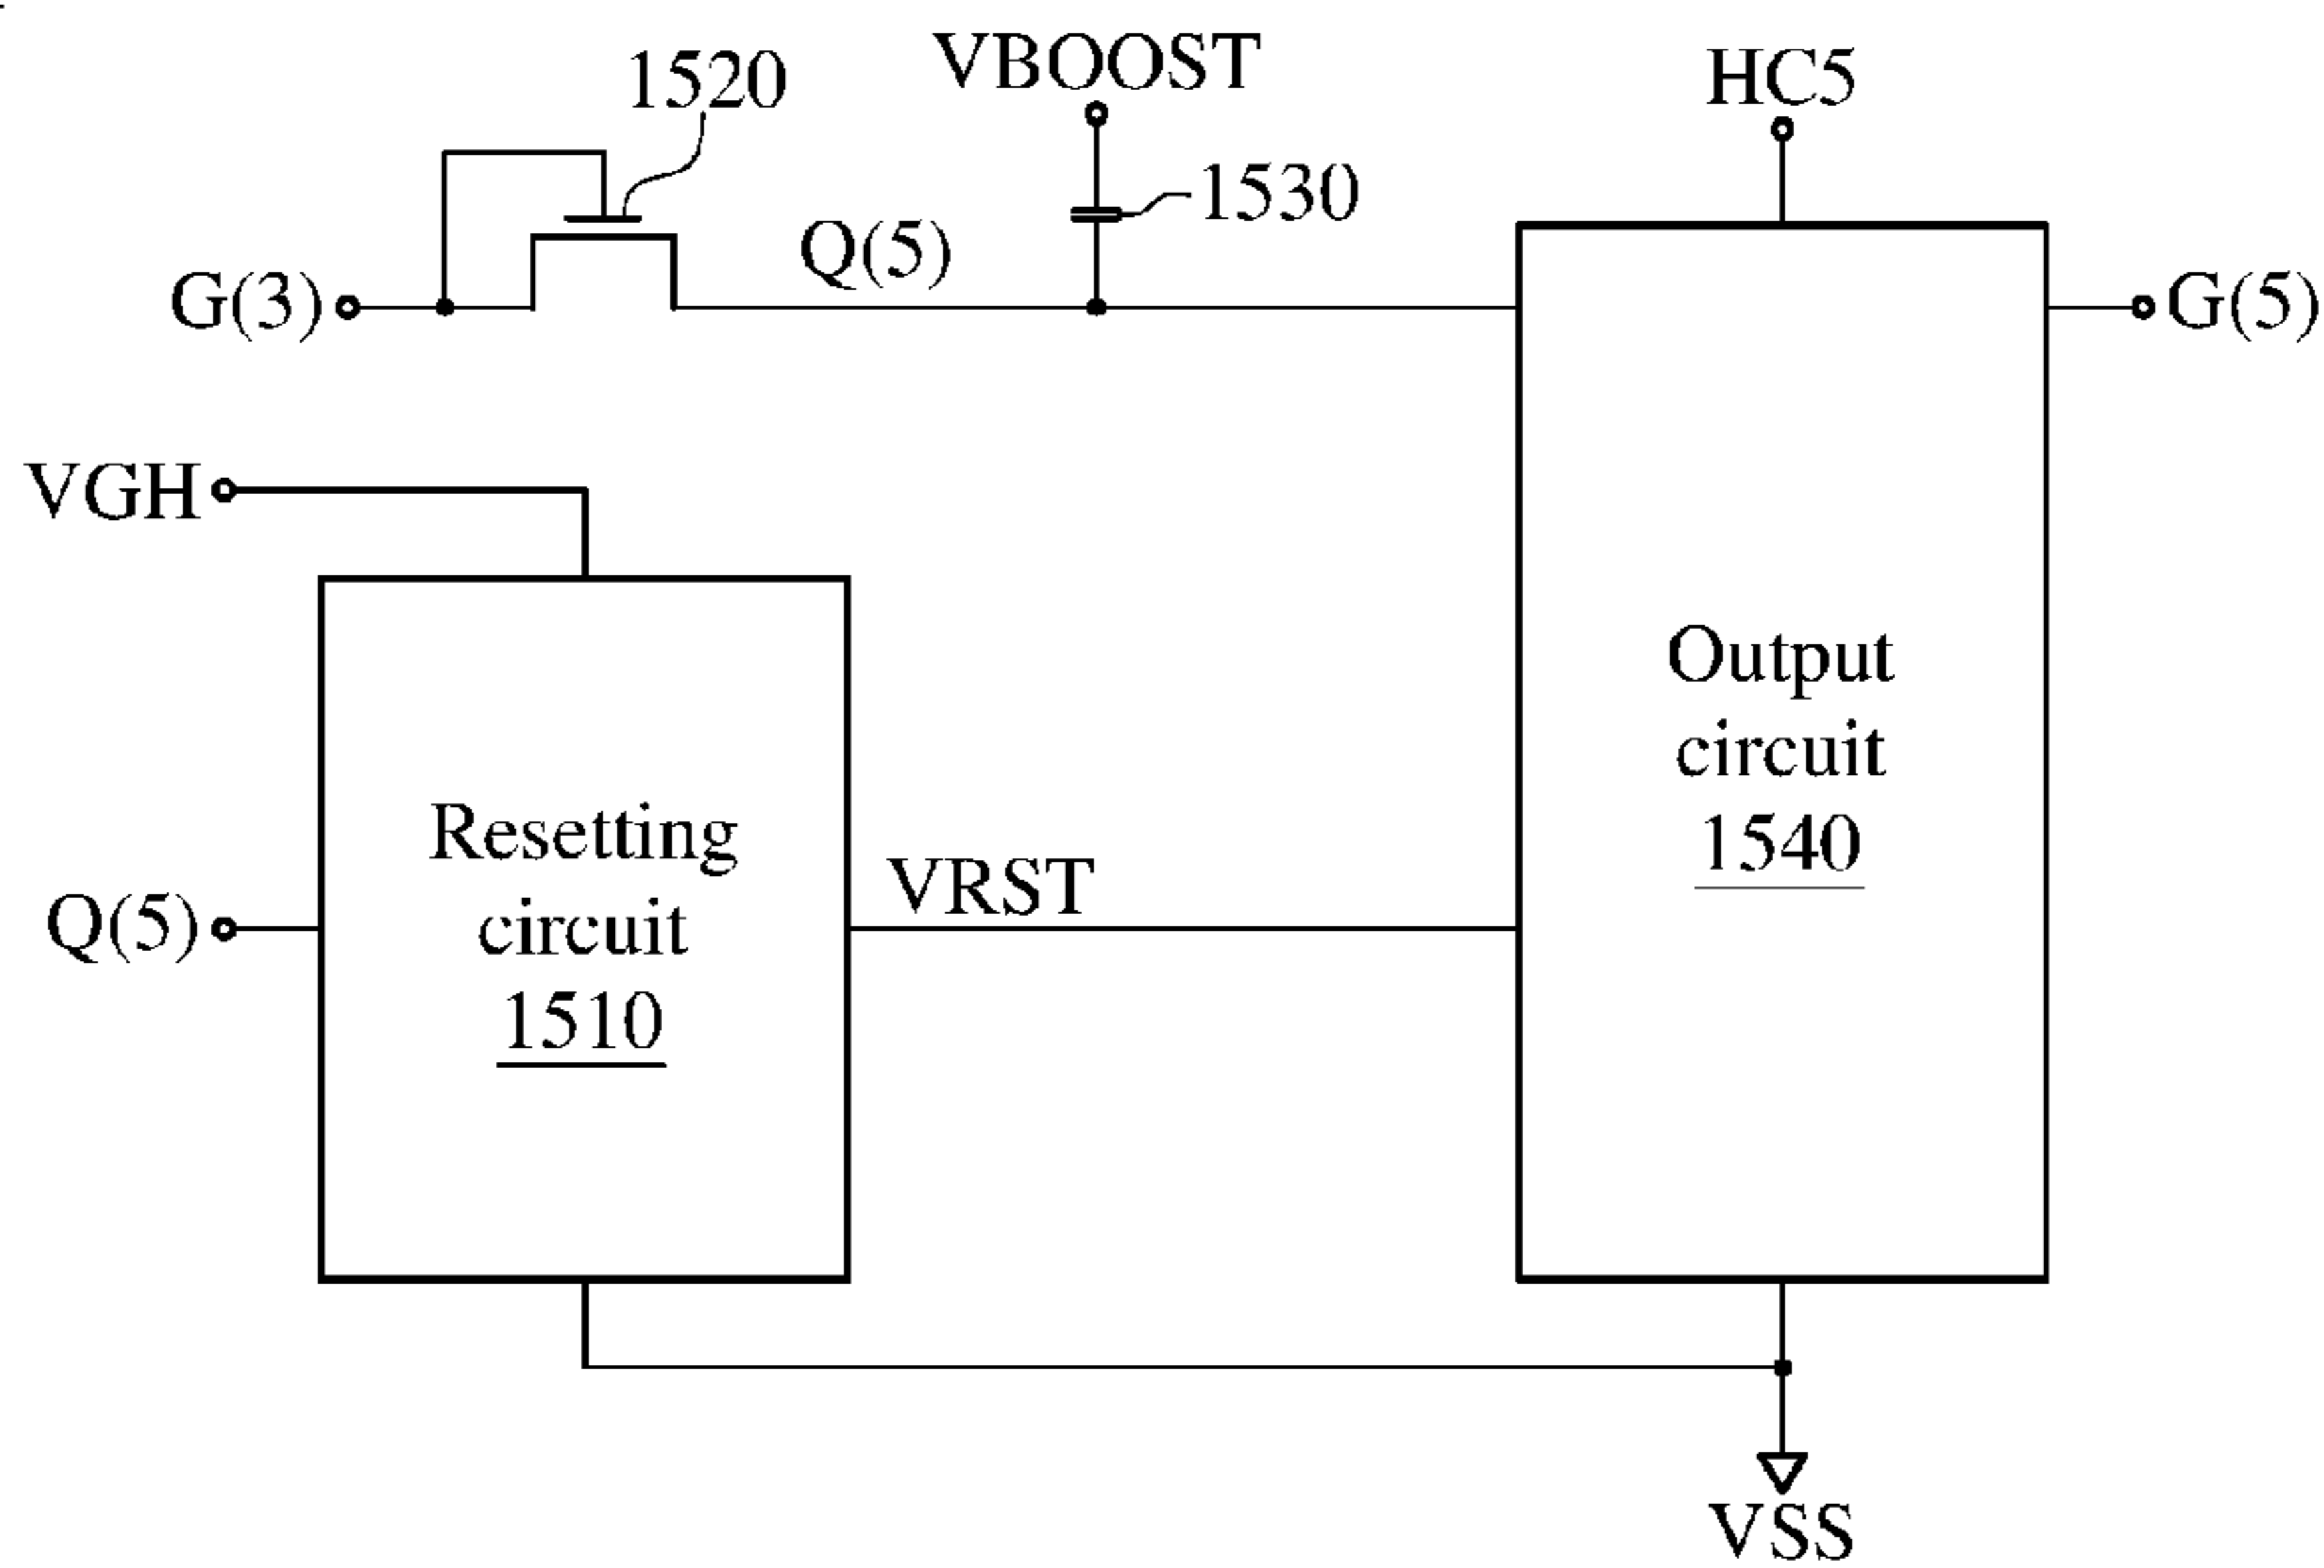 VBOOST
HC5
1520
1530
Q(5)
G(3)
G(5)
VGH
Output
circuit
1540
Resetting
circuit
1510
VRST
Q(5)
VSS